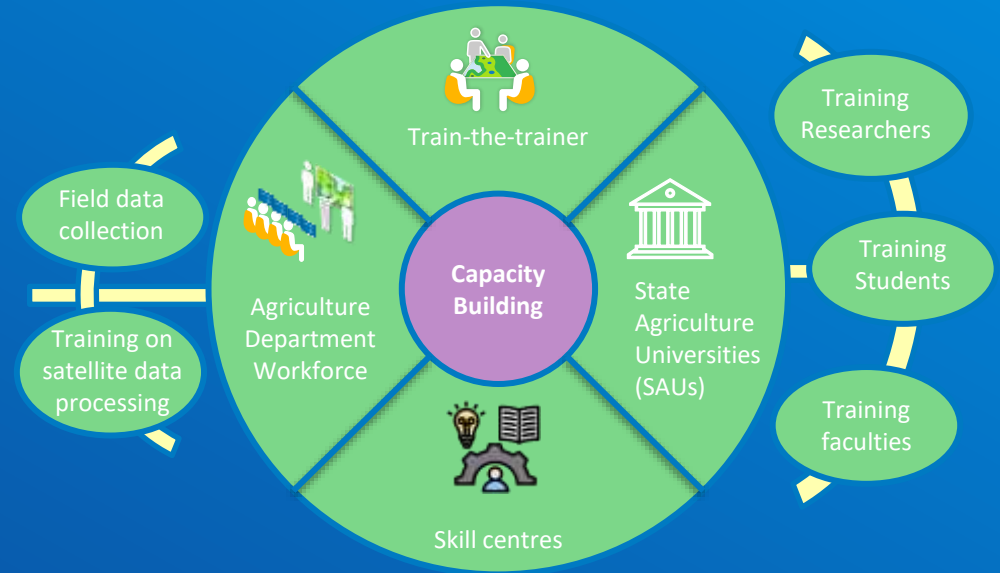 Train-the-trainer
Field data
collection
Training on
satellite data
processing
Agriculture
Department
Workforce
Capacity
Building
State
Agriculture
Universities
(SAUs)
Training
Researchers
Training
Students
Training
faculties
Skill centres